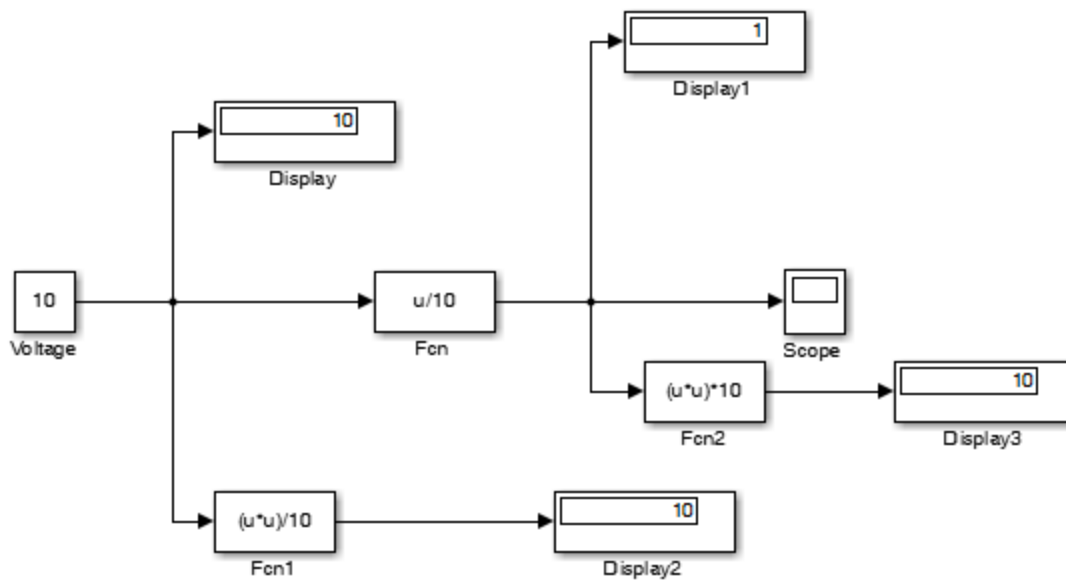 1
Display1
10
Display
10
Voltage
u/10
Fcn
Scope
(u*u)*10
Fcn2
10
Display3
(u*u)/10
Fcn1
10
Display2